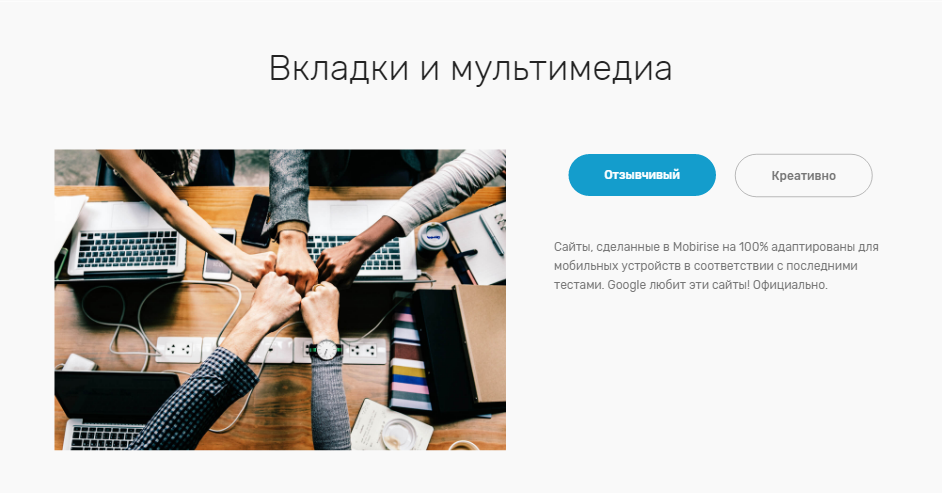 Вкладки и мультимедиа
Отзывчивый
Креативно
Сайты, сделанные в Mobirise на 100% адаптированы для
мобильных устройств в соответствии с последними
тестами. Google любит эти сайты! Официально.